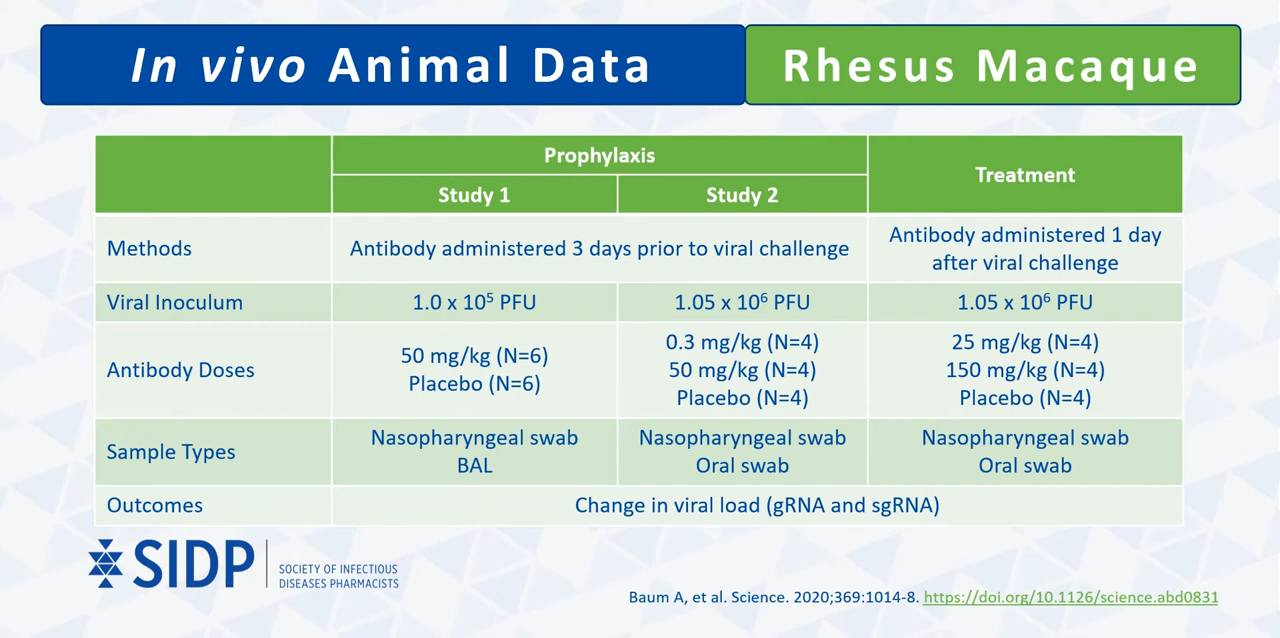 In vivo Animal Data
Rhesus Macaque
Prophylaxis
Treatment
Study 1
Study 2
Methods
Antibody administered 3 days prior to viral challenge
Antibody administered 1 day
after viral challenge
Viral Inoculum
1.0 x 10⁵ PFU
1.05 x 10⁶ PFU
1.05 x 10⁶ PFU
Antibody Doses
50 mg/kg (N=6)
Placebo (N=6)
0.3 mg/kg (N=4)
50 mg/kg (N=4)
Placebo (N=4)
25 mg/kg (N=4)
150 mg/kg (N=4)
Placebo (N=4)
Sample Types
Nasopharyngeal swab
BAL
Nasopharyngeal swab
Oral swab
Nasopharyngeal swab
Oral swab
Outcomes
Change in viral load (gRNA and sgRNA)
SIDP
SOCIETY OF INFECTIOUS
DISEASES PHARMACISTS
Baum A, et al. Science. 2020;369:1014-8. https://doi.org/10.1126/science.abd0831